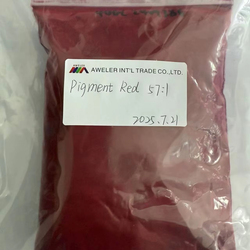 AWELER INT'L TRADE CO.,LTD.
Pigment Red 57:1
2025.7.21